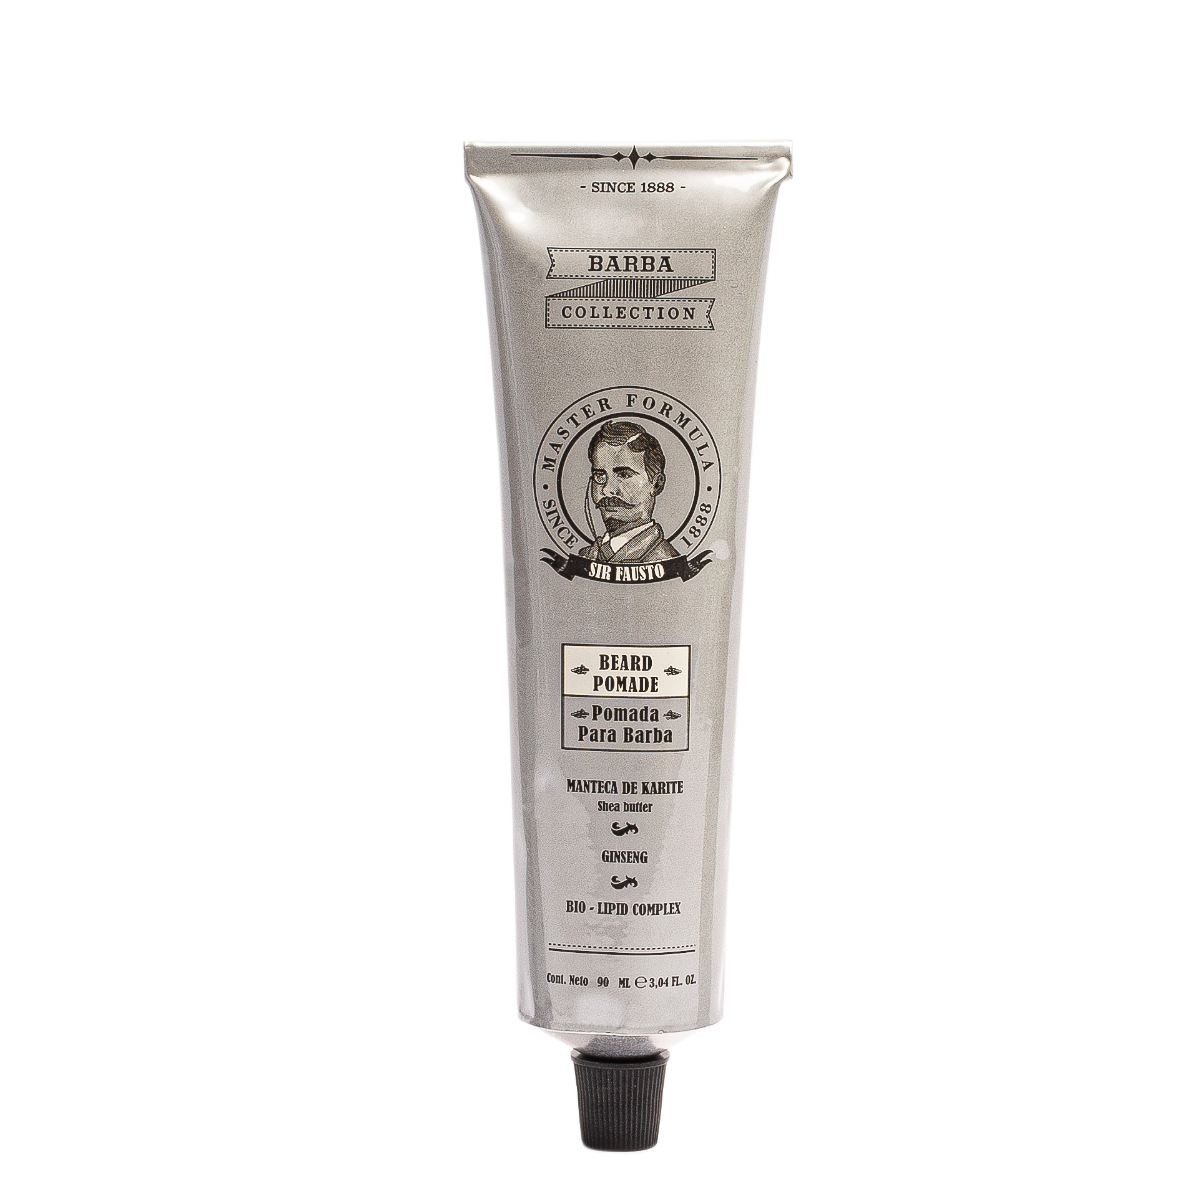 - SINCE 1888 -
BARBA
COLLECTION
MASTER FORMULA
SINCE 1888
SIR FAUSTO
BEARD
POMADE
Pomada
Para Barba
MANTECA DE KARITE
Shea butter
GINSENG
BIO - LIPID COMPLEX
Cont. Neto 90 ML ℮ 3,04 FL. OZ.